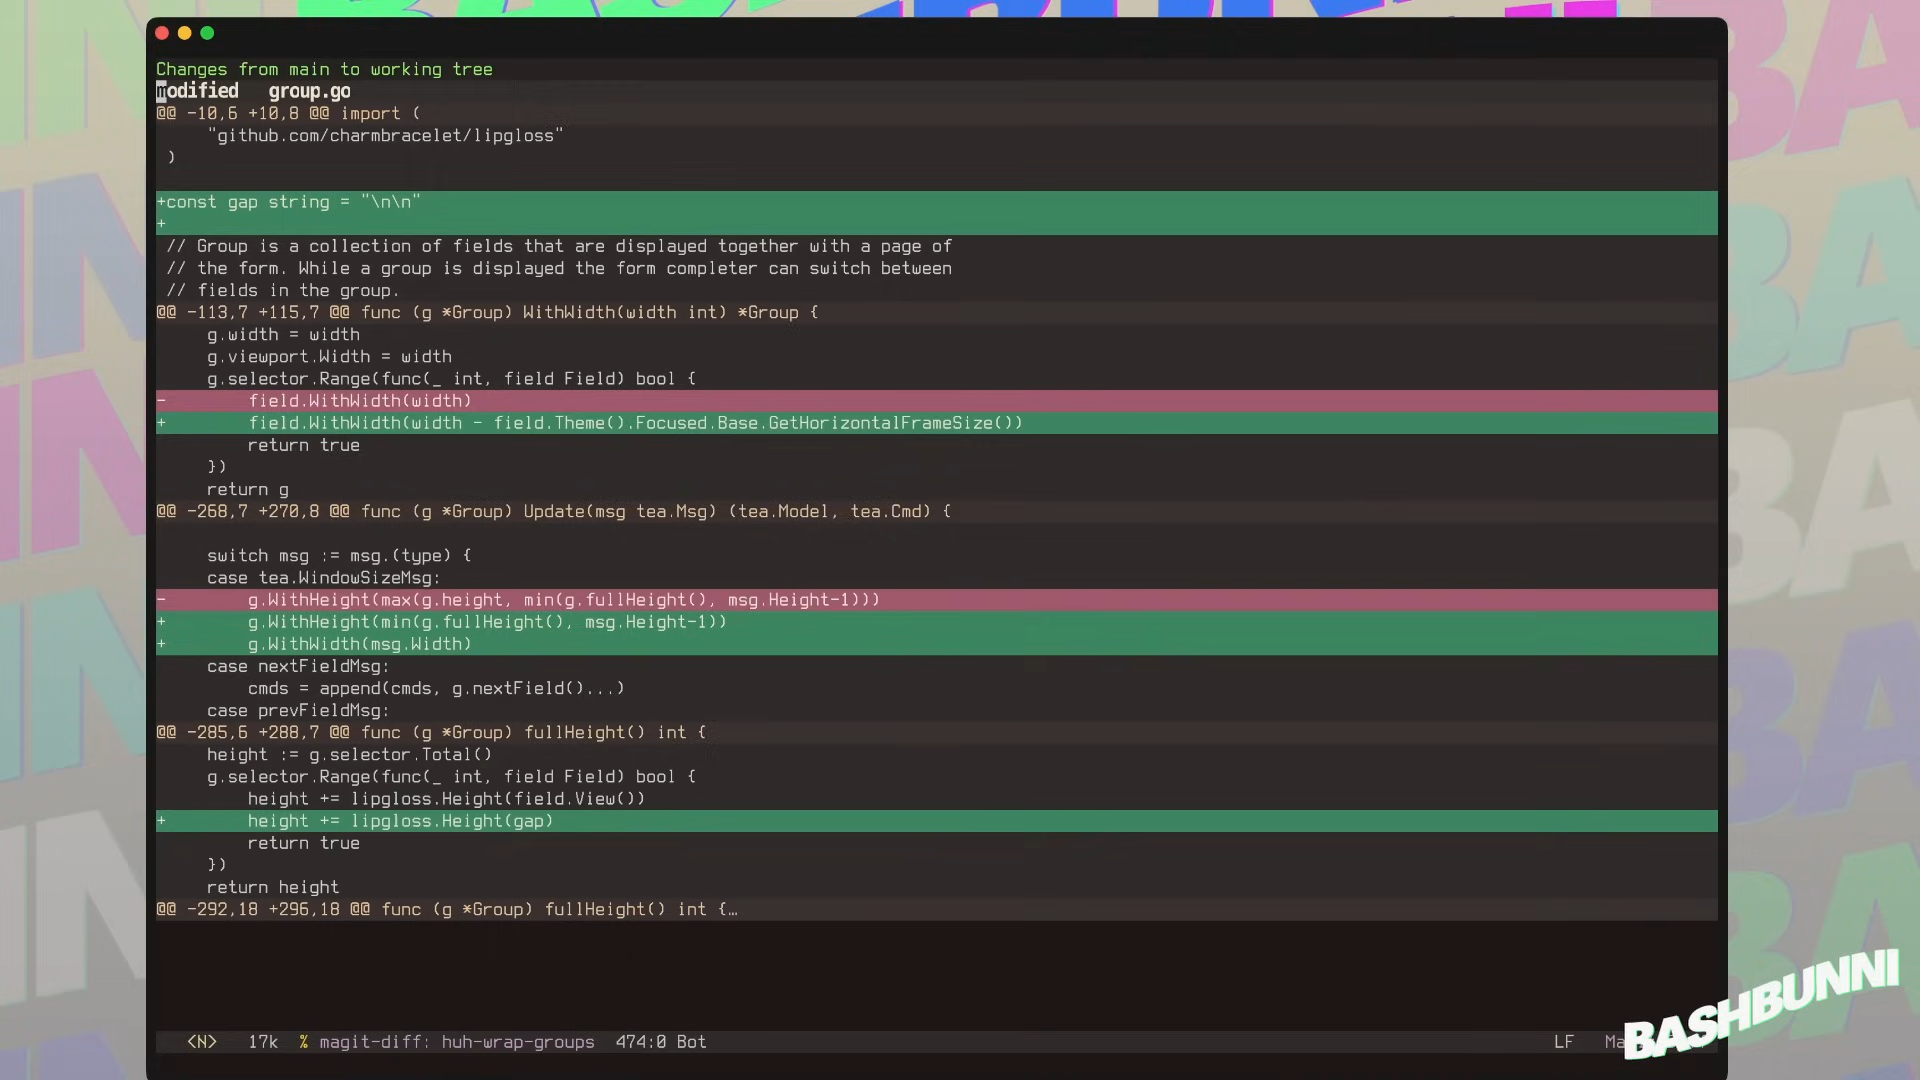 Changes from main to working tree
modified   group.go
@@ -10,6 +10,8 @@ import (
     "github.com/charmbracelet/lipgloss"
 )
+const gap string = "\n\n"
+
 // Group is a collection of fields that are displayed together with a page of
 // the form. While a group is displayed the form completer can switch between
 // fields in the group.
@@ -113,7 +115,7 @@ func (g *Group) WithWidth(width int) *Group {
     g.width = width
     g.viewport.Width = width
     g.selector.Range(func(_ int, field Field) bool {
-        field.WithWidth(width)
+        field.WithWidth(width - field.Theme().Focused.Base.GetHorizontalFrameSize())
         return true
     })
     return g
@@ -268,7 +270,8 @@ func (g *Group) Update(msg tea.Msg) (tea.Model, tea.Cmd) {
     switch msg := msg.(type) {
     case tea.WindowSizeMsg:
-        g.WithHeight(max(g.height, min(g.fullHeight(), msg.Height-1)))
+        g.WithHeight(min(g.fullHeight(), msg.Height-1))
+        g.WithWidth(msg.Width)
     case nextFieldMsg:
         cmds = append(cmds, g.nextField()...)
     case prevFieldMsg:
@@ -285,6 +288,7 @@ func (g *Group) fullHeight() int {
     height := g.selector.Total()
     g.selector.Range(func(_ int, field Field) bool {
         height += lipgloss.Height(field.View())
+        height += lipgloss.Height(gap)
         return true
     })
     return height
@@ -292,18 +296,18 @@ func (g *Group) fullHeight() int {…
<N>   17k  % magit-diff: huh-wrap-groups  474:0 Bot   LF
BASHBUNNI